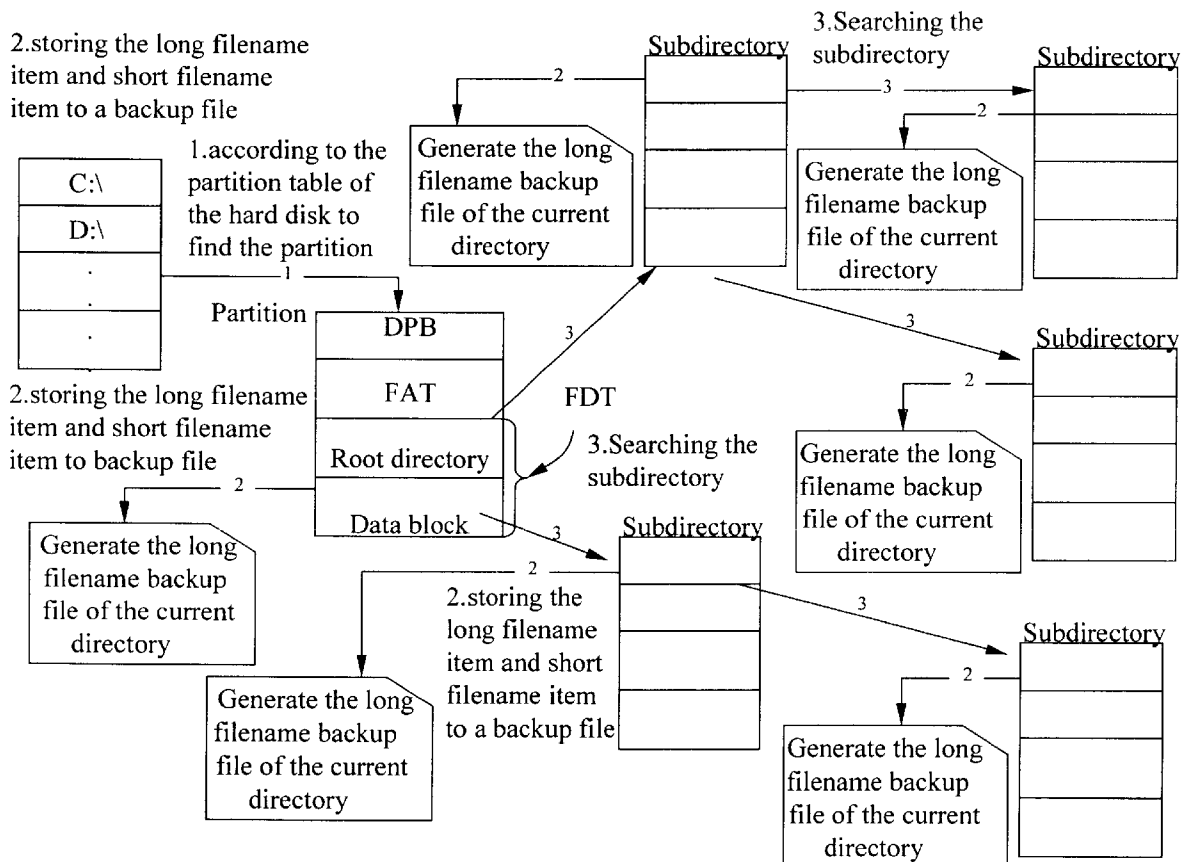 2.storing the long filename
item and short filename
item to a backup file
C:\
D:\
.
.
.
1.according to the
partition table of
the hard disk to
find the partition
1
Partition
DPB
FAT
Root directory
Data block
FDT
3.Searching the
subdirectory
2.storing the long filename
item and short filename
item to backup file
2
Generate the long
filename backup
file of the current
directory
3
Subdirectory
2
Generate the long
filename backup
file of the current
directory
3.Searching the
subdirectory
3
Subdirectory
2
Generate the long
filename backup
file of the current
directory
3
Subdirectory
2
Generate the long
filename backup
file of the current
directory
3
Subdirectory
2
2.storing the
long filename
item and short
filename item
to a backup file
Generate the long
filename backup
file of the current
directory
3
Subdirectory
2
Generate the long
filename backup
file of the current
directory